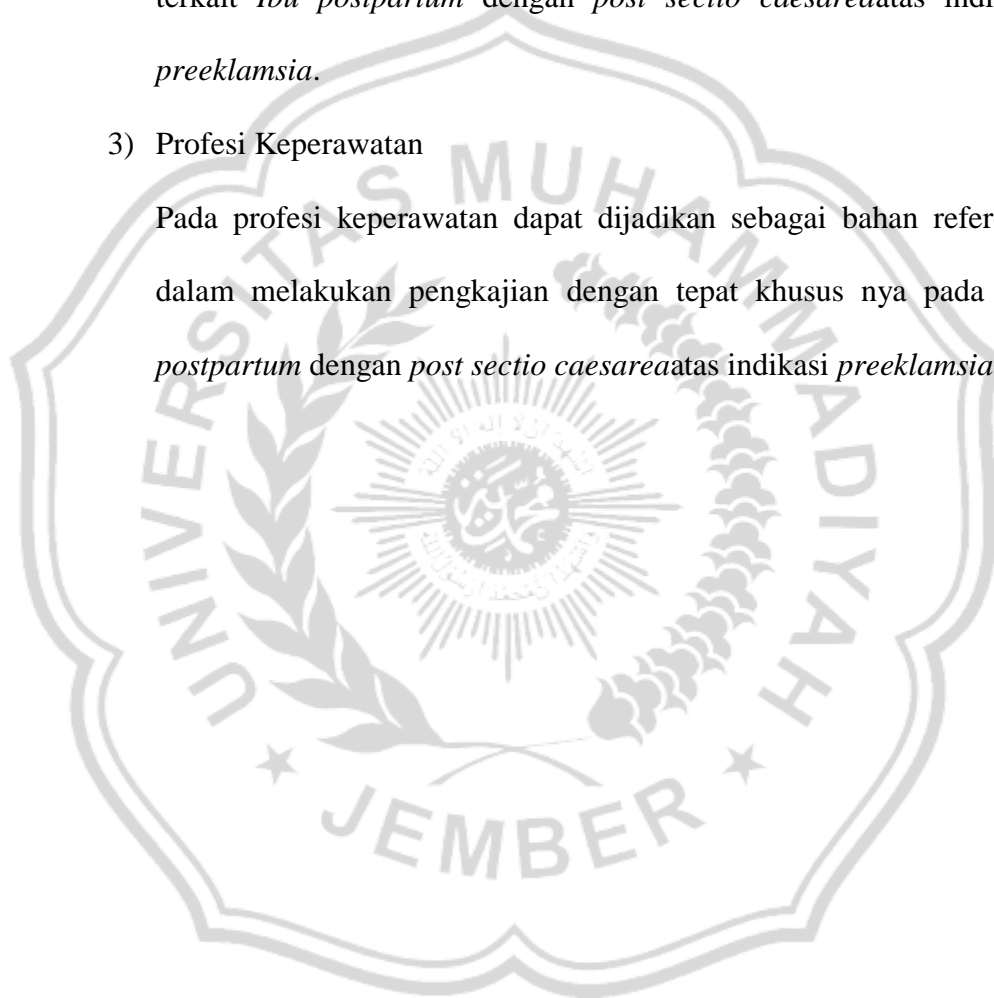 terkait Ibu postpartum dengan post sectio caesareaatas indi
preeklamsia.
3) Profesi Keperawatan
Pada profesi keperawatan dapat dijadikan sebagai bahan refer
dalam melakukan pengkajian dengan tepat khusus nya pada
postpartum dengan post sectio caesareaatas indikasi preeklamsia
UNIVERSITAS MUHAMMADIYAH
JEMBER